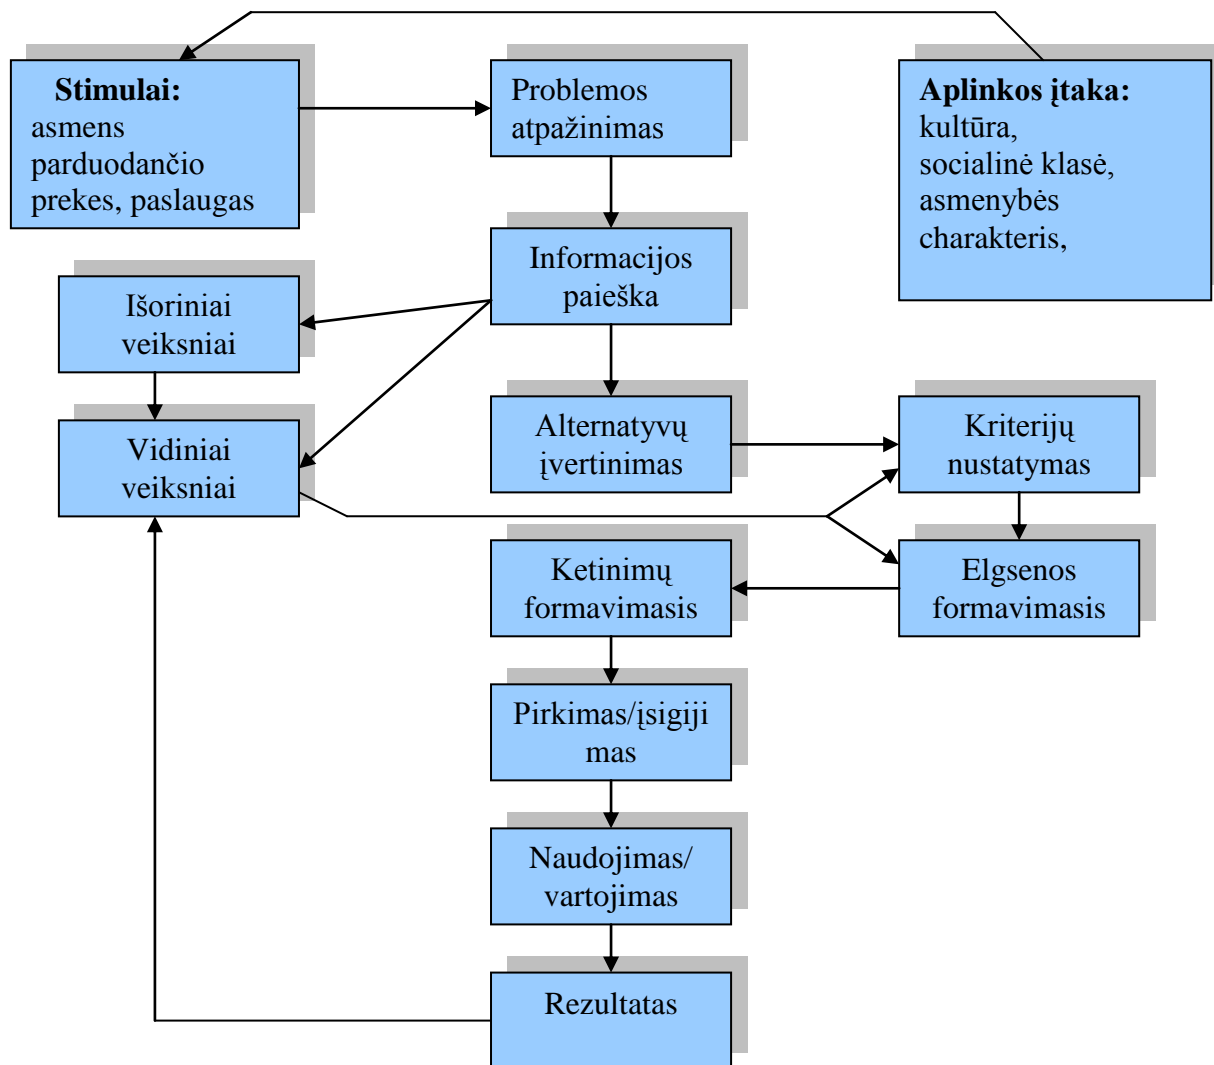 Stimulai:
asmens
parduodančio
prekes, paslaugas
Problemos
atpažinimas
Aplinkos įtaka:
kultūra,
socialinė klasė,
asmenybės
charakteris,
Informacijos
paieška
Išoriniai
veiksniai
Vidiniai
veiksniai
Alternatyvų
įvertinimas
Kriterijų
nustatymas
Ketinimų
formavimasis
Elgsenos
formavimasis
Pirkimas/įsigiji
mas
Naudojimas/
vartojimas
Rezultatas